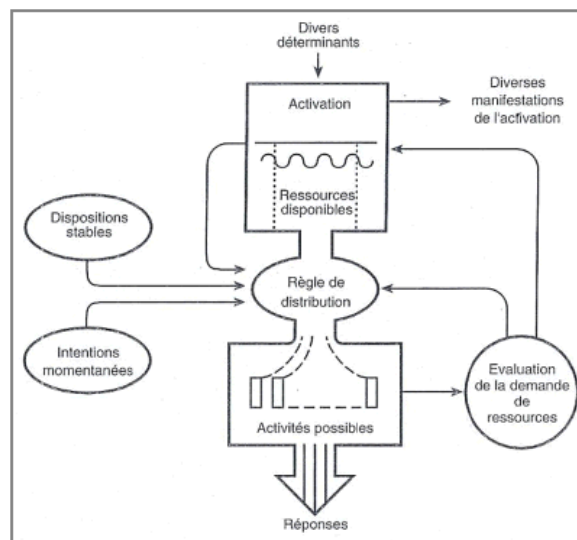 Divers
déterminants
Activation
Diverses
manifestations
de l'activation
Ressources
disponibles
Dispositions
stables
Règle de
distribution
Intentions
momentanées
Evaluation
de la demande
de
ressources
Activités possibles
Réponses